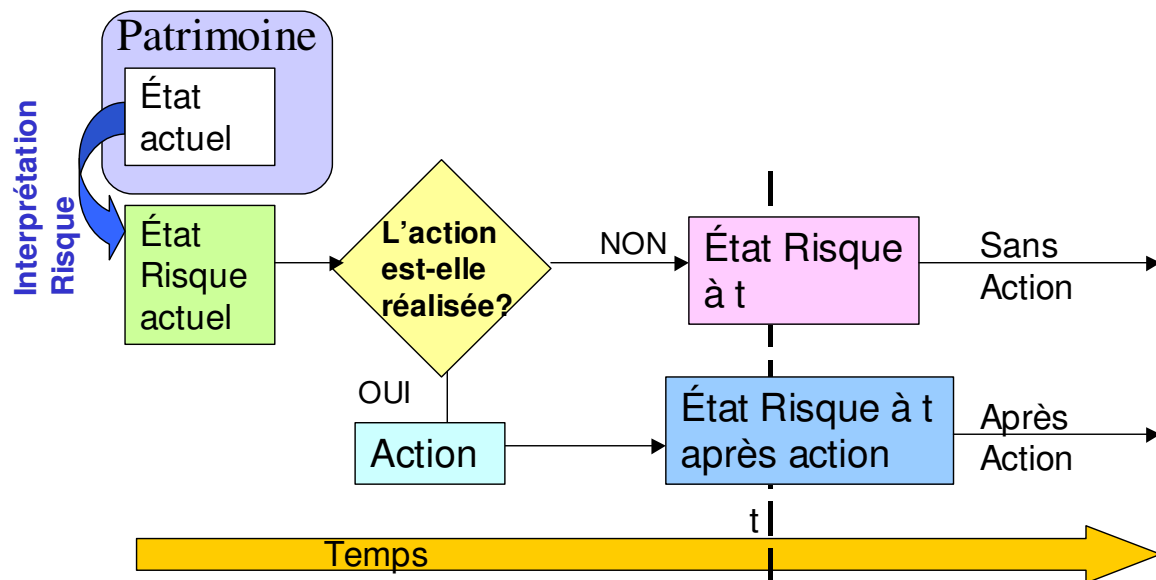 Patrimoine
État
actuel
Interprétation
Risque
État
Risque
actuel
L'action
est-elle
réalisée?
NON
État Risque
à t
Sans
Action
OUI
Action
État Risque à t
après action
Après
Action
t
Temps